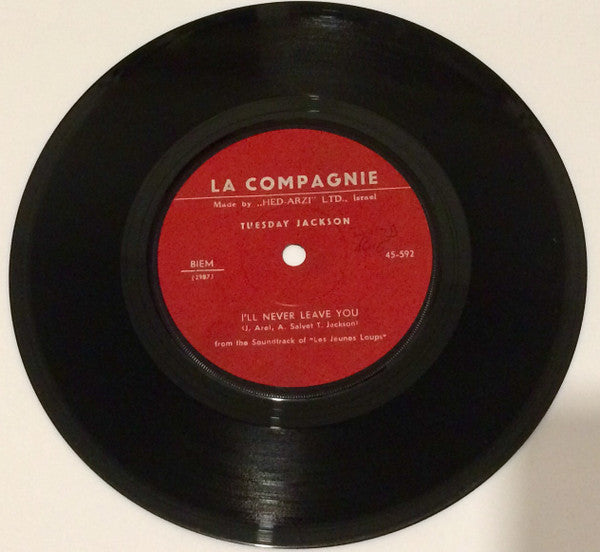 LA COMPAGNIE
Made by „HED-ARZI" LTD., Israel
TUESDAY JACKSON
BIEM
(2987)
45-592
I'LL NEVER LEAVE YOU
(J. Arel, A. Salvet T. Jackson)
from the Soundtrack of "Les Jeunes Loups"